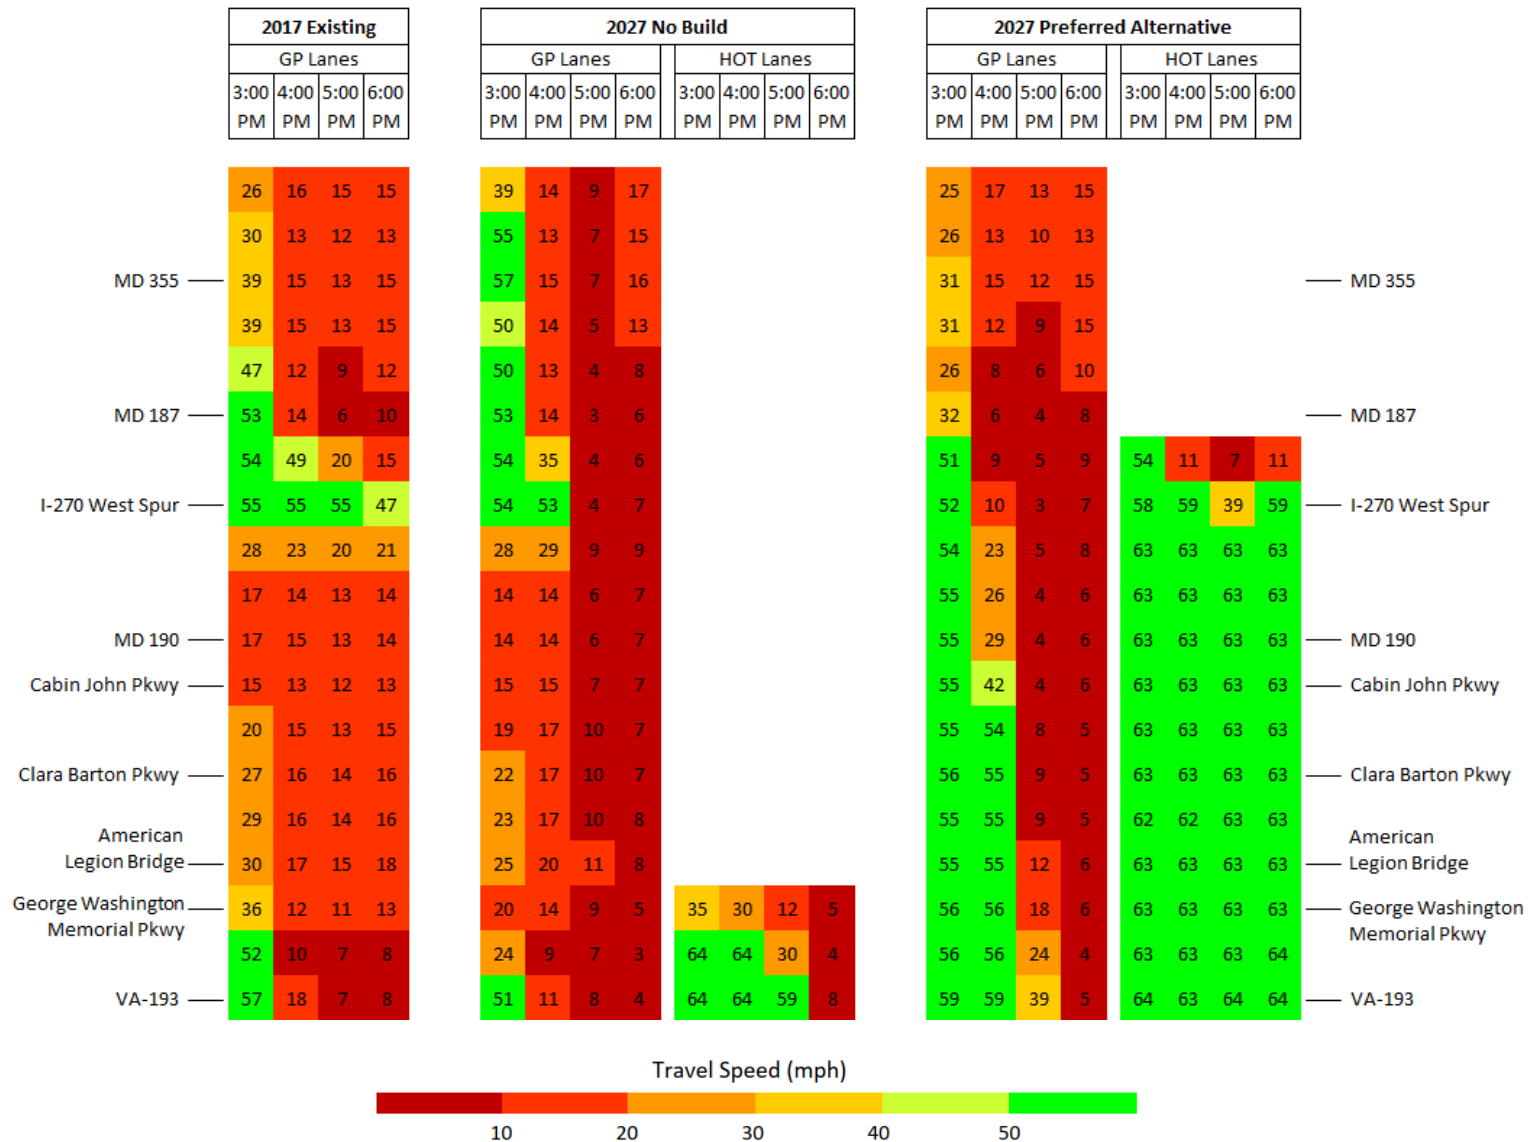 2017 Existing 2027 No Build 2027 Preferred Alternative
GP Lanes GP Lanes HOT Lanes GP Lanes HOT Lanes
3:00 4:00 5:00 6:00 3:00 4:00 5:00 6:00 3:00 4:00 5:00 6:00 3:00 4:00 5:00 6:00 3:00 4:00 5:00 6:00
PM PM PM PM PM PM PM PM PM PM PM PM PM PM PM PM PM PM PM PM
26 16 15 15 39 14 9 17 25 17 13 15
30 13 12 13 55 13 7 15 26 13 10 13
MD 355 39 15 13 15 57 15 7 16 31 15 12 15 MD 355
39 15 13 15 50 14 5 13 31 12 9 15
47 12 9 12 50 13 4 8 26 8 6 10
MD 187 53 14 6 10 53 14 3 6 32 6 4 8 MD 187
54 49 20 15 54 35 4 6 51 9 5 9 54 11 7 11
I-270 West Spur 55 55 55 47 54 53 4 7 52 10 3 7 58 59 39 59 I-270 West Spur
28 23 20 21 28 29 9 9 54 23 5 8 63 63 63 63
17 14 13 14 14 14 6 7 55 26 4 6 63 63 63 63
MD 190 17 15 13 14 14 14 6 7 55 29 4 6 63 63 63 63 MD 190
Cabin John Pkwy 15 13 12 13 15 15 7 7 55 42 4 6 63 63 63 63 Cabin John Pkwy
20 15 13 15 19 17 10 7 55 54 8 5 63 63 63 63
Clara Barton Pkwy 27 16 14 16 22 17 10 7 56 55 9 5 63 63 63 63 Clara Barton Pkwy
29 16 14 16 23 17 10 8 55 55 9 5 62 62 63 63
American American
Legion Bridge 30 17 15 18 25 20 11 8 55 55 12 6 63 63 63 63 Legion Bridge
George Washington 36 12 11 13 20 14 9 5 35 30 12 5 56 56 18 6 63 63 63 63 George Washington
Memorial Pkwy Memorial Pkwy
52 10 7 8 24 9 7 3 64 64 30 4 56 56 24 4 63 63 63 64
VA-193 57 18 7 8 51 11 8 4 64 64 59 8 59 59 39 5 64 63 64 64 VA-193
Travel Speed (mph)
10 20 30 40 50